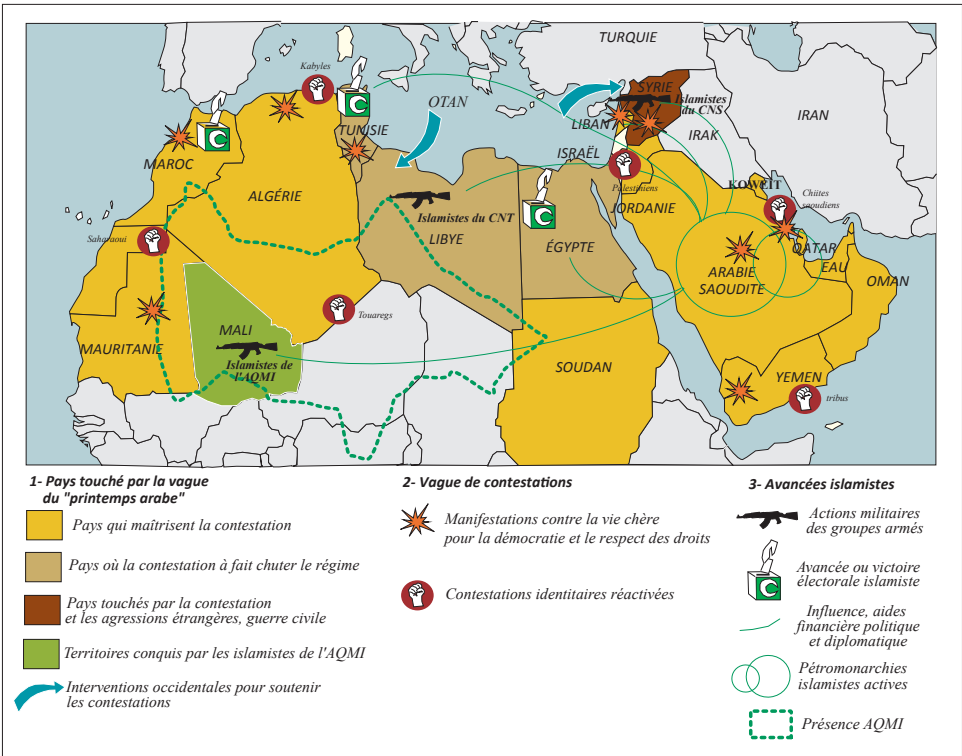 TURQUIE
Kabyles
SYRIE
OTAN
Islamistes
du CNS
LIBAN
TUNISIE
IRAN
IRAK
ISRAËL
MAROC
KOWEIT
Palestiniens
Chiites
saoudiens
ALGÉRIE
JORDANIE
Islamistes du CNT
Saharaoui
LIBYE
ÉGYPTE
QATAR
ARABIE
SAOUDITE
EAU
OMAN
Touaregs
MALI
MAURITANIE
Islamistes de
l'AQMI
SOUDAN
YEMEN
tribus
1- Pays touché par la vague
du "printemps arabe"
Pays qui maîtrisent la contestation
Pays où la contestation à fait chuter le régime
Pays touchés par la contestation
et les agressions étrangères, guerre civile
Territoires conquis par les islamistes de l'AQMI
Interventions occidentales pour soutenir
les contestations
2- Vague de contestations
Manifestations contre la vie chère
pour la démocratie et le respect des droits
Contestations identitaires réactivées
3- Avancées islamistes
Actions militaires
des groupes armés
Avancée ou victoire
électorale islamiste
Influence, aides
financière politique
et diplomatique
Pétromonarchies
islamistes actives
Présence AQMI